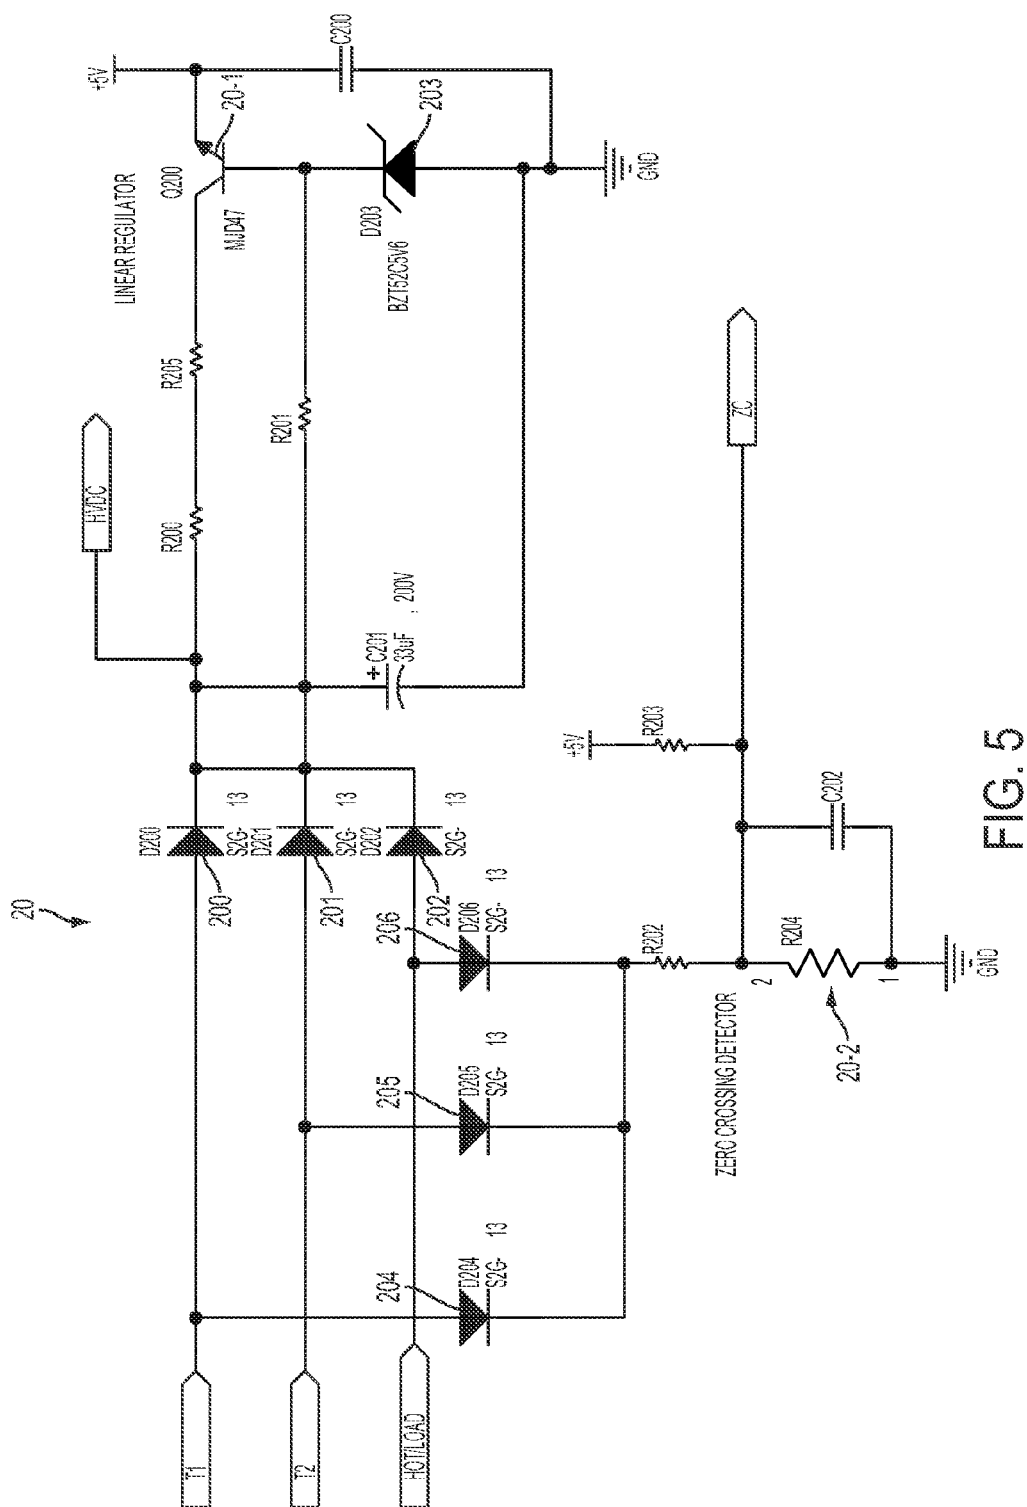 20
T1
T2
HOT/LOAD
D200
S2G-
13
200
D201
S2G-
13
201
D202
S2G-
13
202
204
D204
S2G-
13
205
D205
S2G-
13
206
D206
S2G-
13
HVDC
R200
R205
LINEAR REGULATOR
Q200
20-1
MJD47
+5V
C200
R201
+ C201
33uF , 200V
D203
BZT52C5V6
203
GND
+5V
R203
R202
ZC
ZERO CROSSING DETECTOR
2
R204
1
20-2
C202
GND
FIG. 5